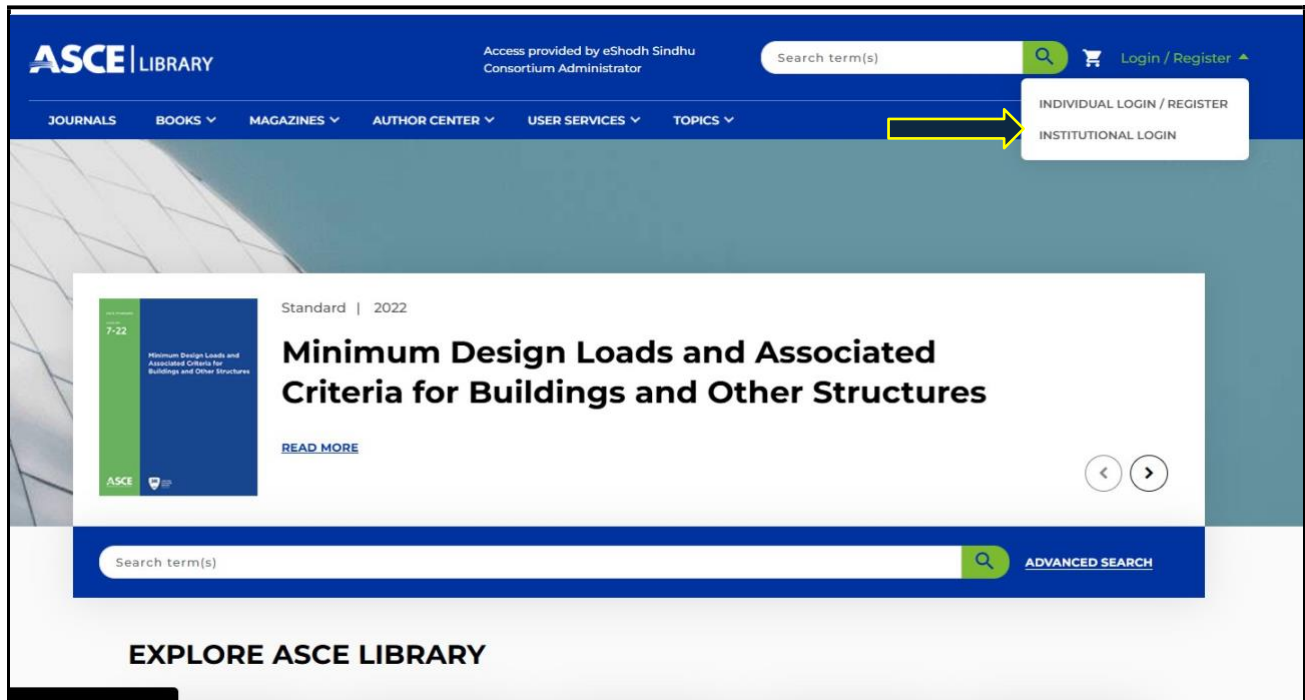 ASCE LIBRARY
Access provided by eShodh Sindhu
Consortium Administrator
Search term(s)
Login / Register
INDIVIDUAL LOGIN / REGISTER
INSTITUTIONAL LOGIN
JOURNALS BOOKS MAGAZINES AUTHOR CENTER USER SERVICES TOPICS
7-22
Minimum Design Loads and
Associated Criteria for
Buildings and Other Structures
ASCE
Standard | 2022
Minimum Design Loads and Associated
Criteria for Buildings and Other Structures
READ MORE
Search term(s)
ADVANCED SEARCH
EXPLORE ASCE LIBRARY